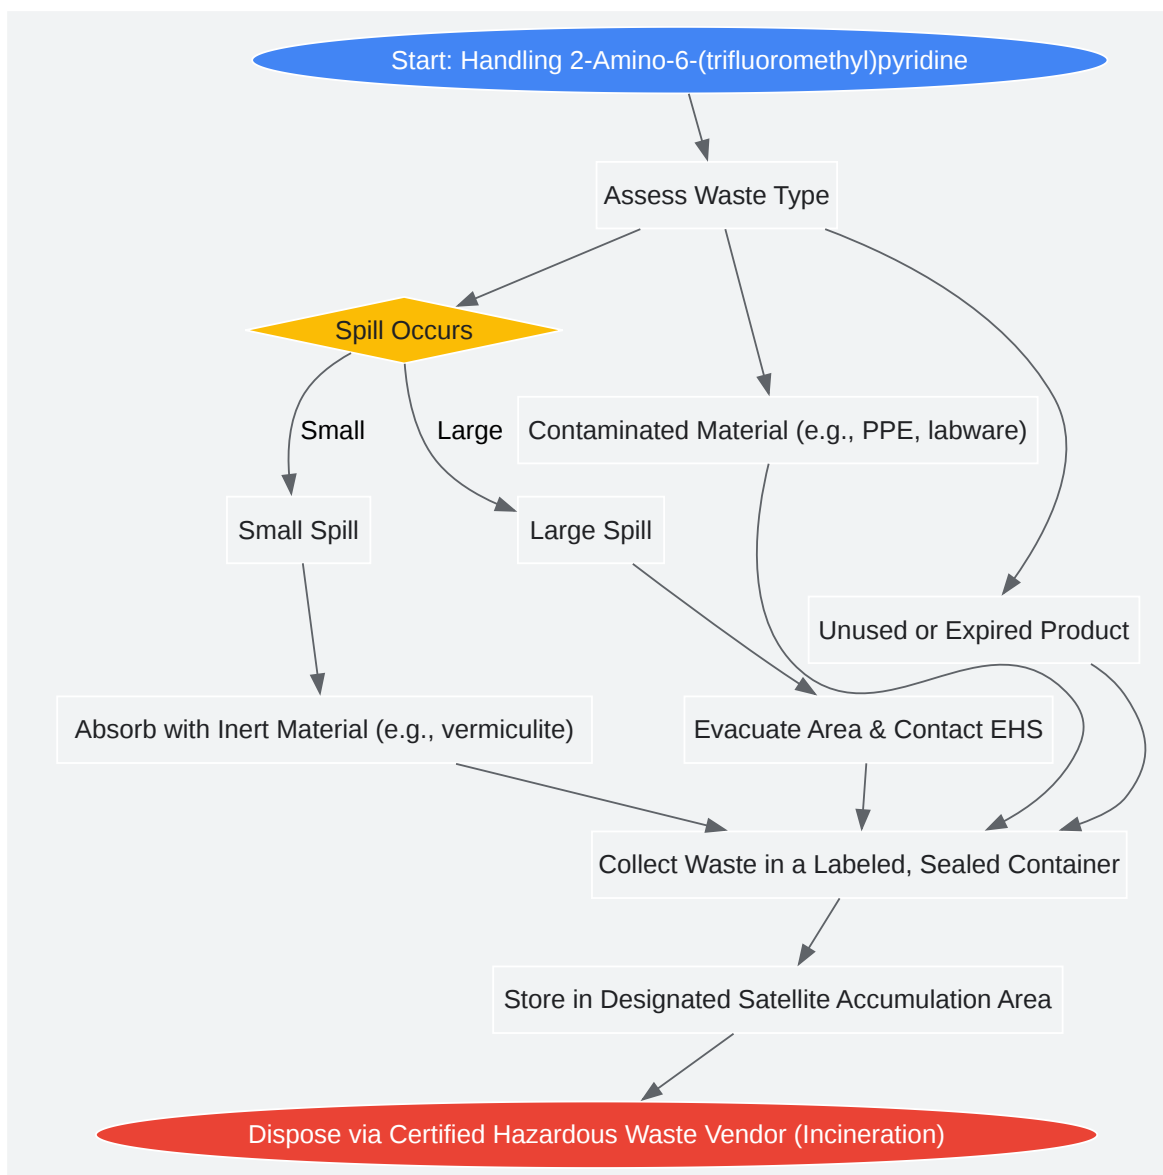 Start: Handling 2-Amino-6-(trifluoromethyl)pyridine
Assess Waste Type
Spill Occurs
Small
Large
Contaminated Material (e.g., PPE, labware)
Small Spill
Large Spill
Unused or Expired Product
Absorb with Inert Material (e.g., vermiculite)
Evacuate Area & Contact EHS
Collect Waste in a Labeled, Sealed Container
Store in Designated Satellite Accumulation Area
Dispose via Certified Hazardous Waste Vendor (Incineration)